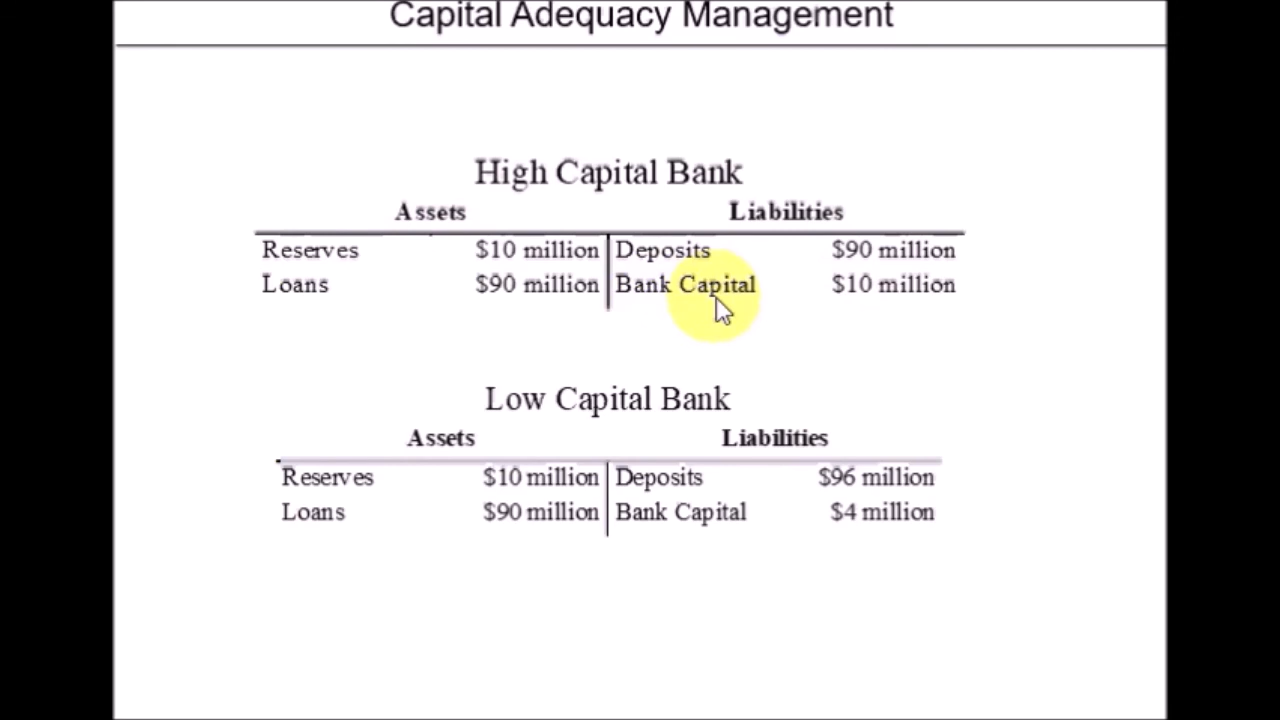 Capital Adequacy Management
High Capital Bank
Assets Liabilities
Reserves $10 million Deposits $90 million
Loans $90 million Bank Capital $10 million
Low Capital Bank
Assets Liabilities
Reserves $10 million Deposits $96 million
Loans $90 million Bank Capital $4 million